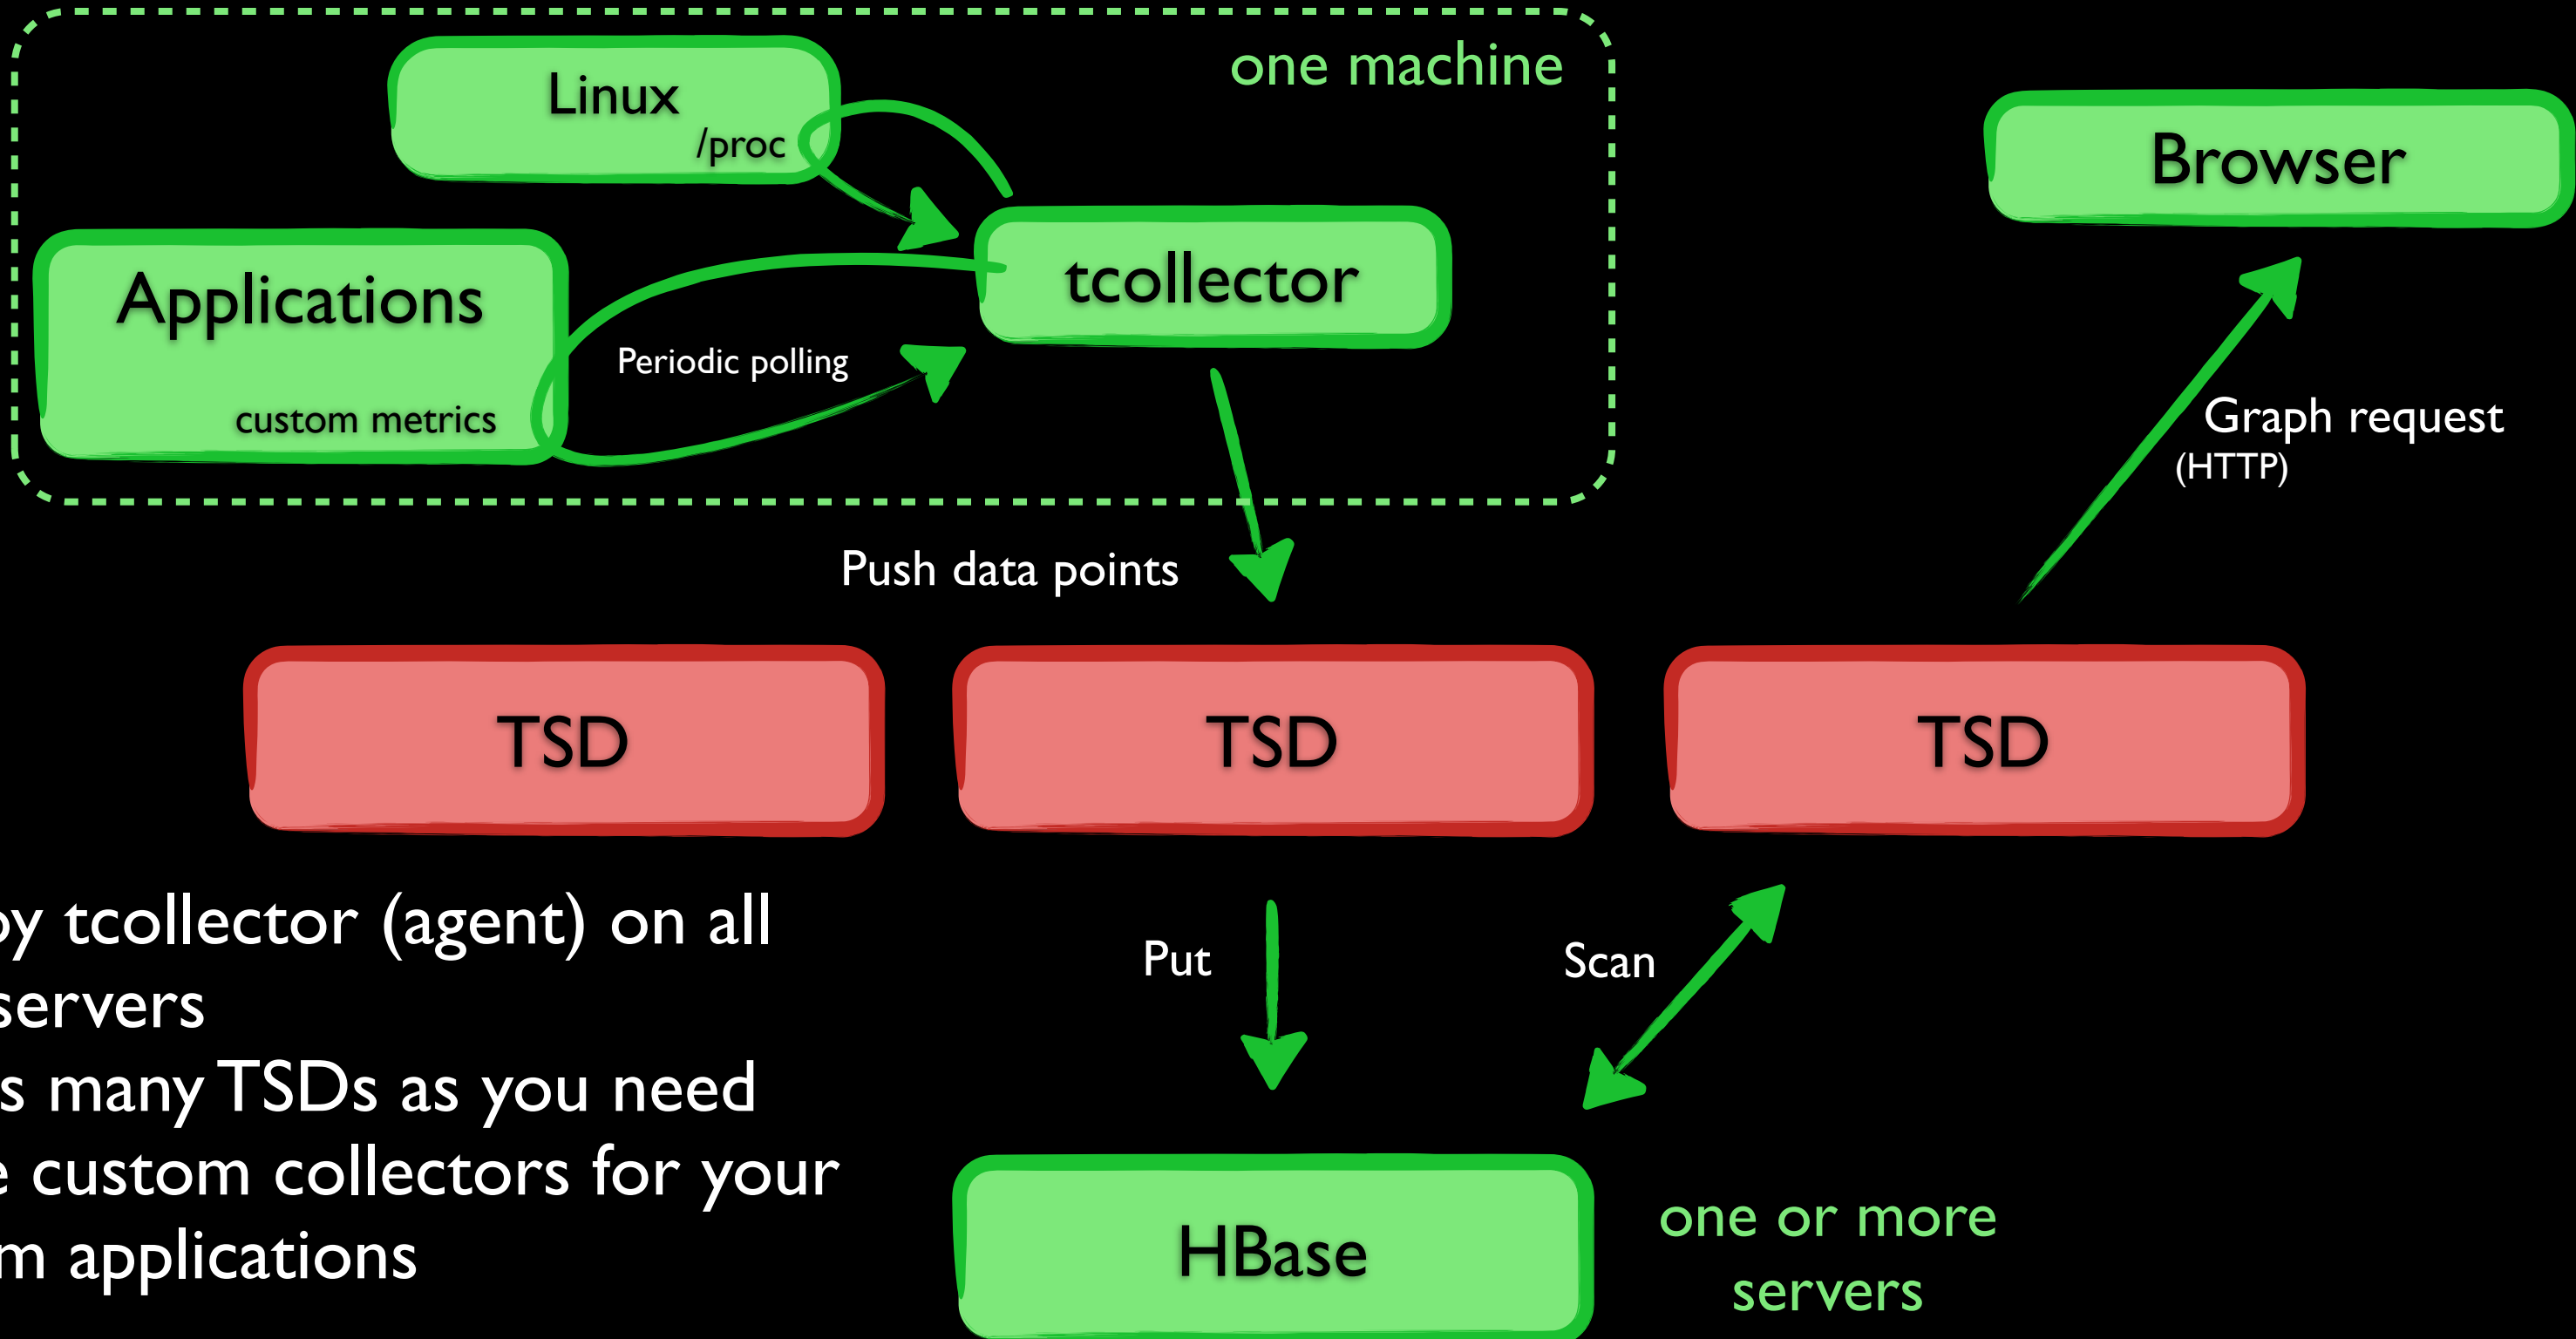 one machine
Linux
/proc
Browser
tcollector
Applications
Periodic polling
custom metrics
Graph request
(HTTP)
Push data points
TSD
TSD
TSD
tcollector (agent) on all
servers
many TSDs as you need
custom collectors for your
applications
Put
Scan
HBase
one or more
servers